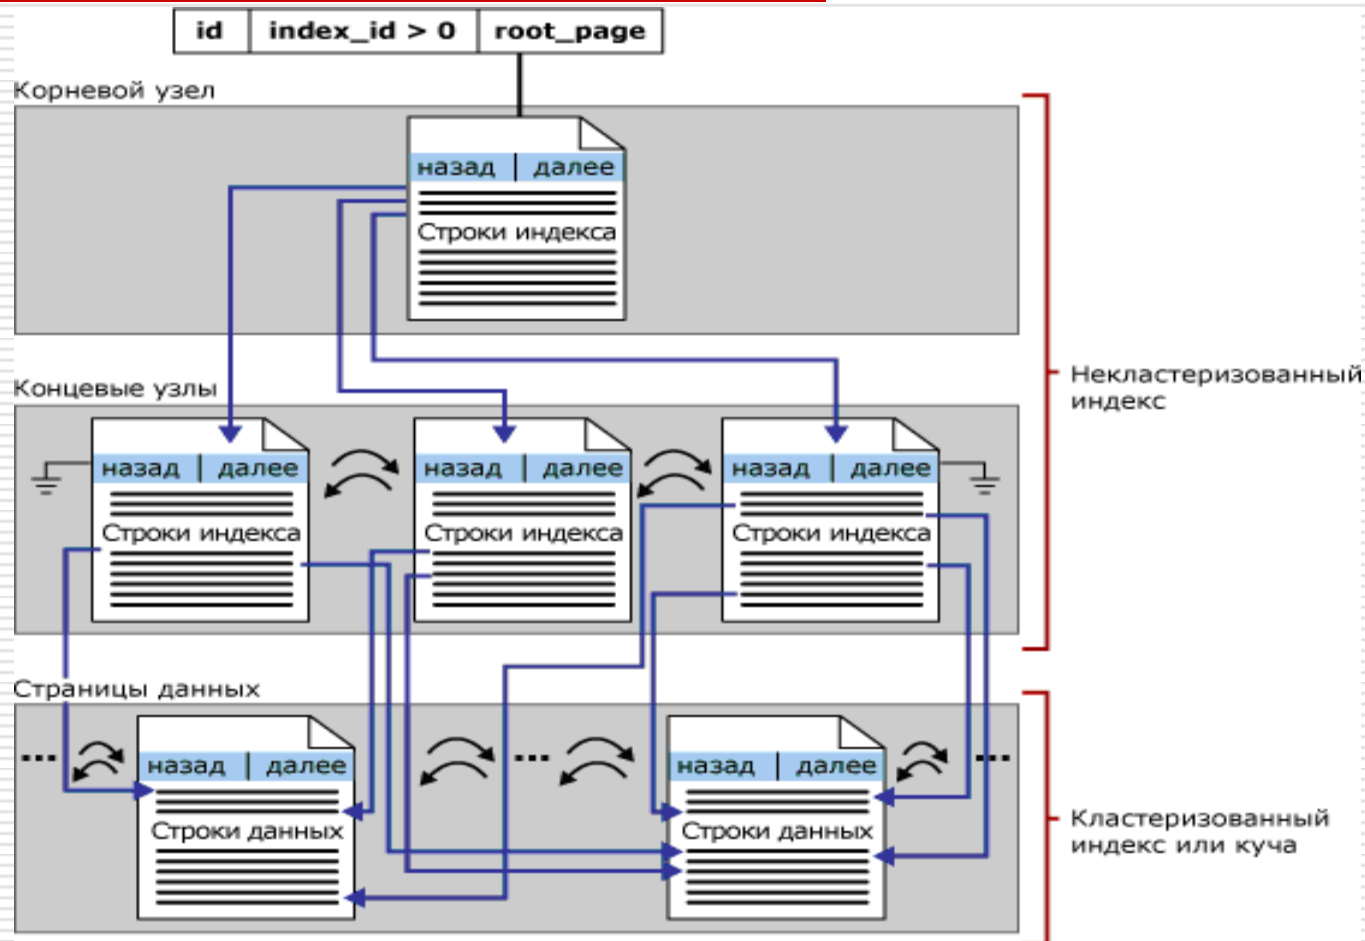 id index_id > 0 root_page
Корневой узел
назад далее
Строки индекса
Некластеризованный
индекс
Концевые узлы
назад далее назад далее назад далее
Строки индекса Строки индекса Строки индекса
Страницы данных
... ... ...
назад далее назад далее
Строки данных Строки данных
Кластеризованный
индекс или куча